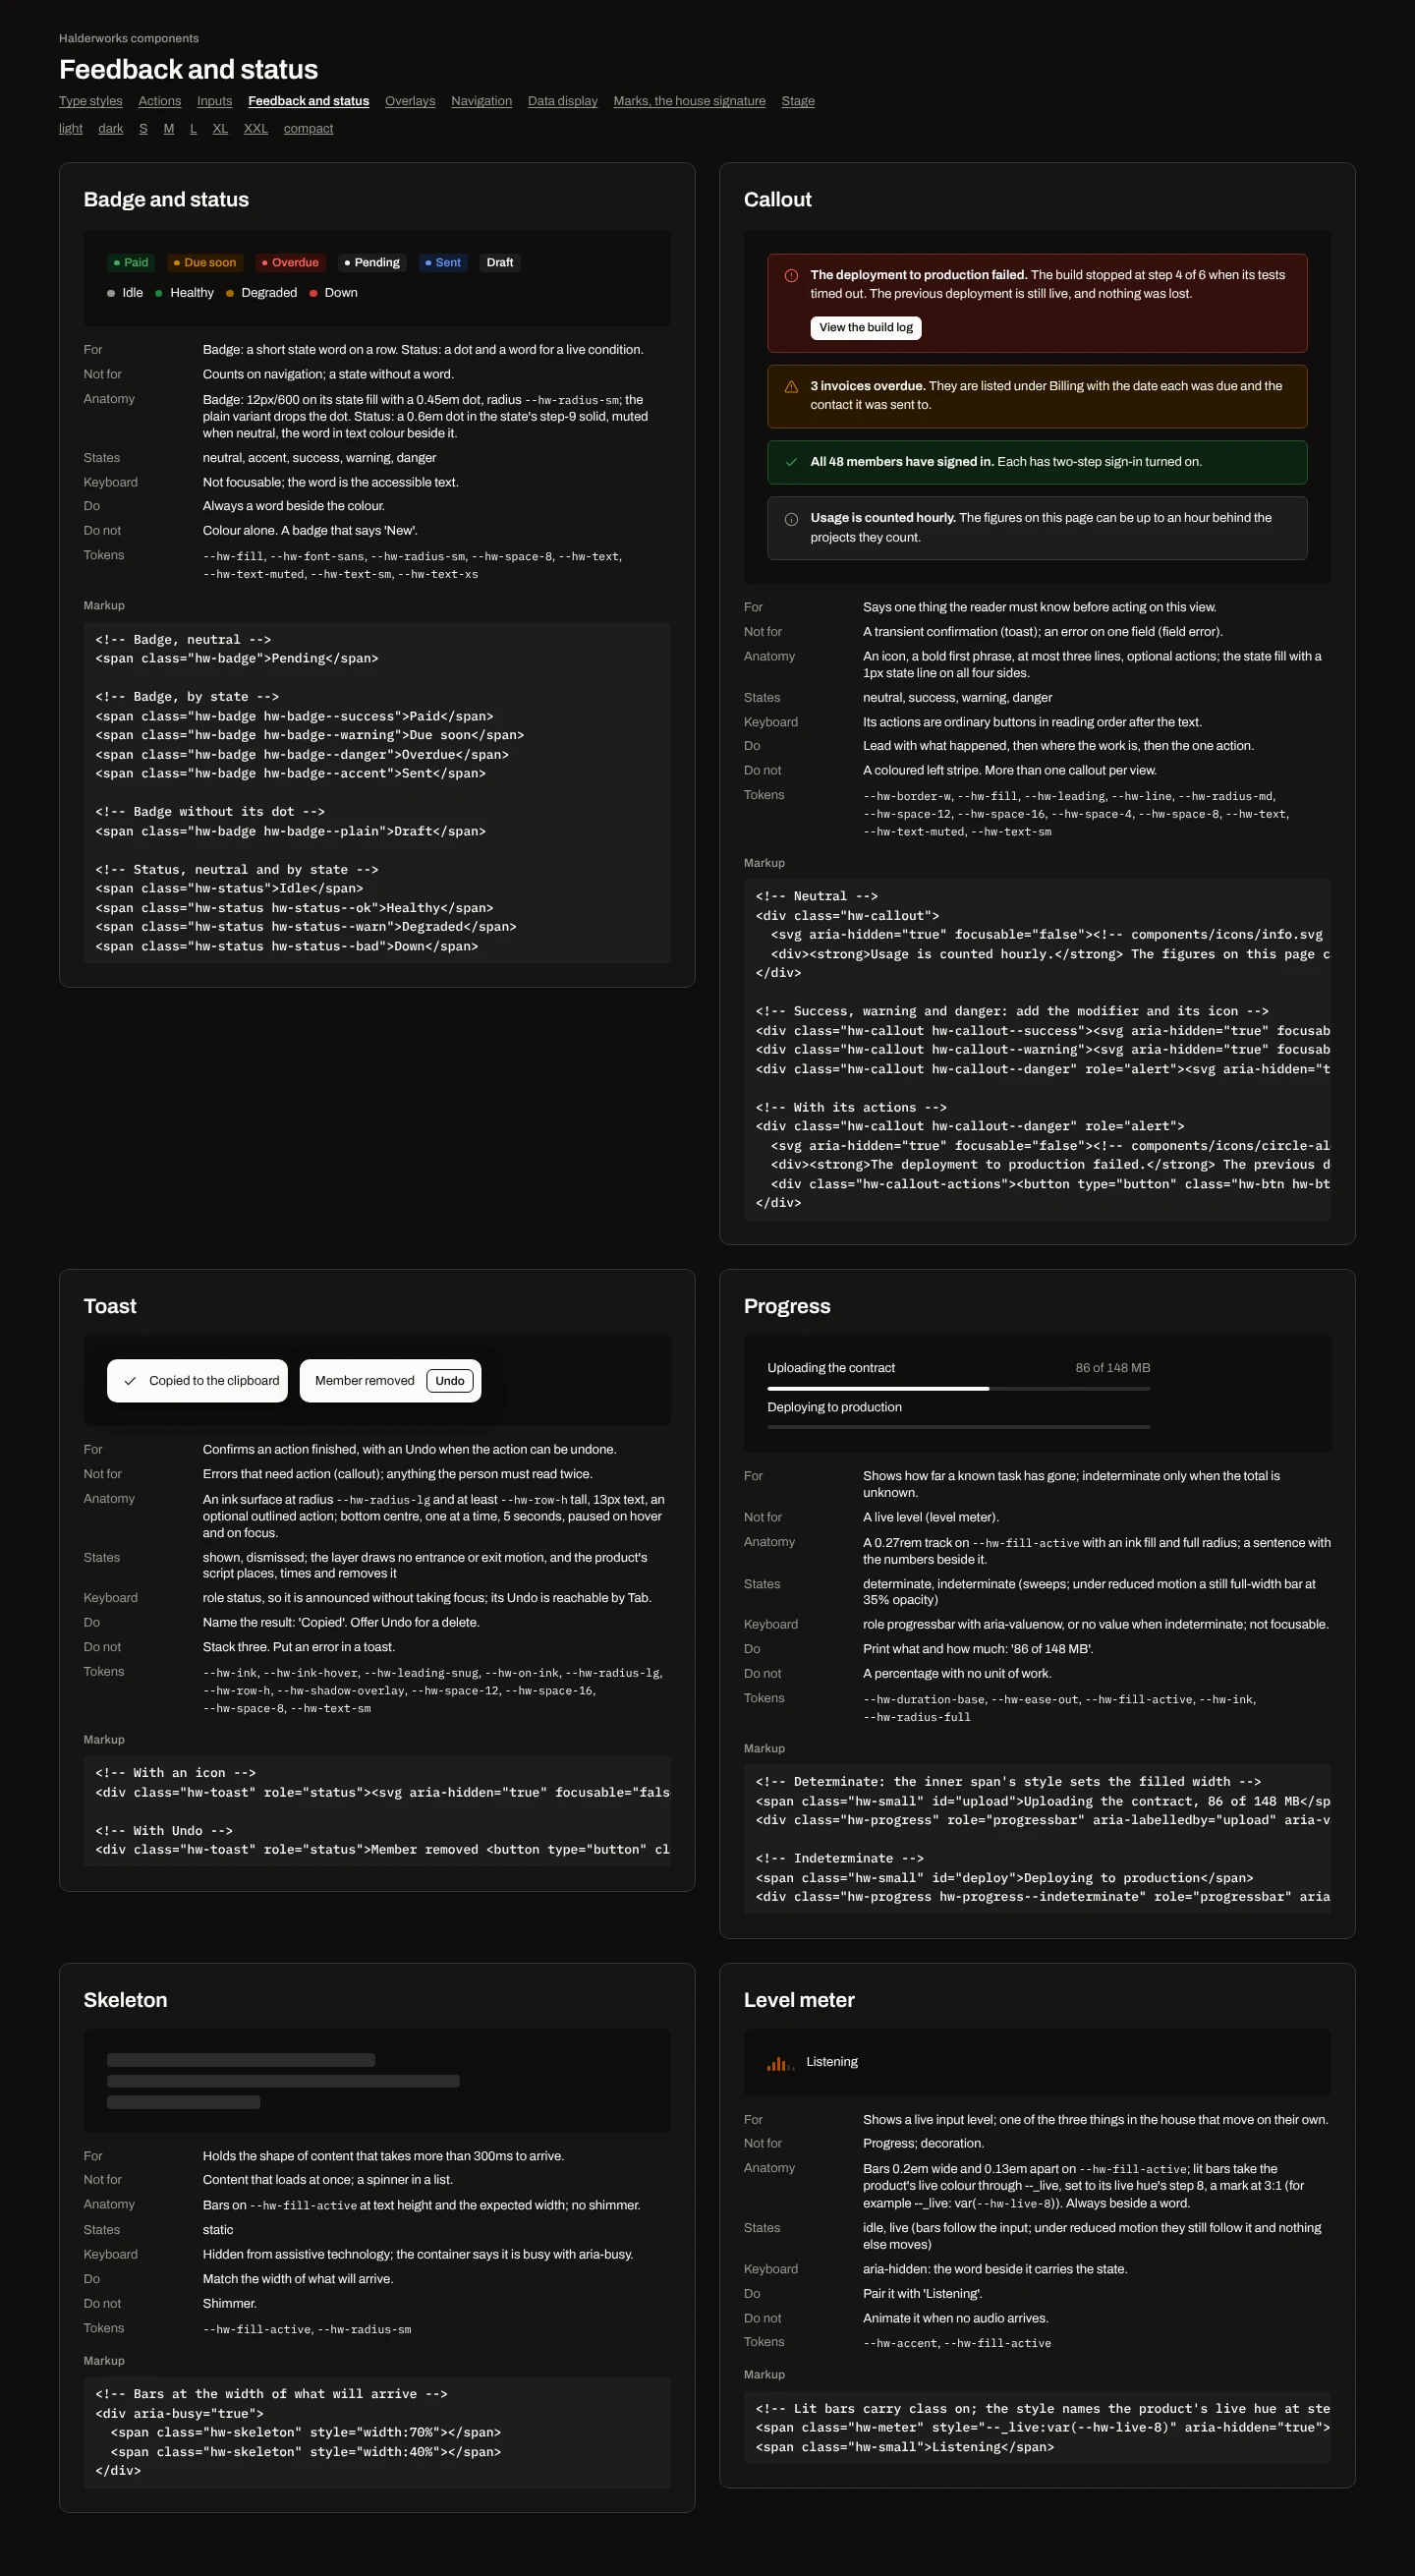 Halderworks components
Feedback and status
Type styles Actions Inputs Feedback and status Overlays Navigation Data display Marks, the house signature Stage
light dark S M L XL XXL compact
Badge and status
Paid Due soon Overdue Pending Sent Draft
Idle Healthy Degraded Down
For Badge: a short state word on a row. Status: a dot and a word for a live condition.
Not for Counts on navigation; a state without a word.
Anatomy Badge: 12px/600 on its state fill with a 0.45em dot, radius --hw-radius-sm; the
plain variant drops the dot. Status: a 0.6em dot in the state's step-9 solid, muted
when neutral, the word in text colour beside it.
States neutral, accent, success, warning, danger
Keyboard Not focusable; the word is the accessible text.
Do Always a word beside the colour.
Do not Colour alone. A badge that says 'New'.
Tokens --hw-fill, --hw-font-sans, --hw-radius-sm, --hw-space-8, --hw-text,
--hw-text-muted, --hw-text-sm, --hw-text-xs
Markup
<!-- Badge, neutral -->
<span class="hw-badge">Pending</span>
<!-- Badge, by state -->
<span class="hw-badge hw-badge--success">Paid</span>
<span class="hw-badge hw-badge--warning">Due soon</span>
<span class="hw-badge hw-badge--danger">Overdue</span>
<span class="hw-badge hw-badge--accent">Sent</span>
<!-- Badge without its dot -->
<span class="hw-badge hw-badge--plain">Draft</span>
<!-- Status, neutral and by state -->
<span class="hw-status">Idle</span>
<span class="hw-status hw-status--ok">Healthy</span>
<span class="hw-status hw-status--warn">Degraded</span>
<span class="hw-status hw-status--bad">Down</span>
Callout
The deployment to production failed. The build stopped at step 4 of 6 when its tests
timed out. The previous deployment is still live, and nothing was lost.
View the build log
3 invoices overdue. They are listed under Billing with the date each was due and the
contact it was sent to.
All 48 members have signed in. Each has two-step sign-in turned on.
Usage is counted hourly. The figures on this page can be up to an hour behind the
projects they count.
For Says one thing the reader must know before acting on this view.
Not for A transient confirmation (toast); an error on one field (field error).
Anatomy An icon, a bold first phrase, at most three lines, optional actions; the state fill with a
1px state line on all four sides.
States neutral, success, warning, danger
Keyboard Its actions are ordinary buttons in reading order after the text.
Do Lead with what happened, then where the work is, then the one action.
Do not A coloured left stripe. More than one callout per view.
Tokens --hw-border-w, --hw-fill, --hw-leading, --hw-line, --hw-radius-md,
--hw-space-12, --hw-space-16, --hw-space-4, --hw-space-8, --hw-text,
--hw-text-muted, --hw-text-sm
Markup
<!-- Neutral -->
<div class="hw-callout">
<svg aria-hidden="true" focusable="false"><!-- components/icons/info.svg
<div><strong>Usage is counted hourly.</strong> The figures on this page c
</div>
<!-- Success, warning and danger: add the modifier and its icon -->
<div class="hw-callout hw-callout--success"><svg aria-hidden="true" focusab
<div class="hw-callout hw-callout--warning"><svg aria-hidden="true" focusab
<div class="hw-callout hw-callout--danger" role="alert"><svg aria-hidden="t
<!-- With its actions -->
<div class="hw-callout hw-callout--danger" role="alert">
<svg aria-hidden="true" focusable="false"><!-- components/icons/circle-al
<div><strong>The deployment to production failed.</strong> The previous d
<div class="hw-callout-actions"><button type="button" class="hw-btn hw-bt
</div>
Toast
Copied to the clipboard Member removed Undo
For Confirms an action finished, with an Undo when the action can be undone.
Not for Errors that need action (callout); anything the person must read twice.
Anatomy An ink surface at radius --hw-radius-lg and at least --hw-row-h tall, 13px text, an
optional outlined action; bottom centre, one at a time, 5 seconds, paused on hover
and on focus.
States shown, dismissed; the layer draws no entrance or exit motion, and the product's
script places, times and removes it
Keyboard role status, so it is announced without taking focus; its Undo is reachable by Tab.
Do Name the result: 'Copied'. Offer Undo for a delete.
Do not Stack three. Put an error in a toast.
Tokens --hw-ink, --hw-ink-hover, --hw-leading-snug, --hw-on-ink, --hw-radius-lg,
--hw-row-h, --hw-shadow-overlay, --hw-space-12, --hw-space-16,
--hw-space-8, --hw-text-sm
Markup
<!-- With an icon -->
<div class="hw-toast" role="status"><svg aria-hidden="true" focusable="fals
<!-- With Undo -->
<div class="hw-toast" role="status">Member removed <button type="button" cl
Progress
Uploading the contract 86 of 148 MB
Deploying to production
For Shows how far a known task has gone; indeterminate only when the total is
unknown.
Not for A live level (level meter).
Anatomy A 0.27rem track on --hw-fill-active with an ink fill and full radius; a sentence with
the numbers beside it.
States determinate, indeterminate (sweeps; under reduced motion a still full-width bar at
35% opacity)
Keyboard role progressbar with aria-valuenow, or no value when indeterminate; not focusable.
Do Print what and how much: '86 of 148 MB'.
Do not A percentage with no unit of work.
Tokens --hw-duration-base, --hw-ease-out, --hw-fill-active, --hw-ink,
--hw-radius-full
Markup
<!-- Determinate: the inner span's style sets the filled width -->
<span class="hw-small" id="upload">Uploading the contract, 86 of 148 MB</sp
<div class="hw-progress" role="progressbar" aria-labelledby="upload" aria-v
<!-- Indeterminate -->
<span class="hw-small" id="deploy">Deploying to production</span>
<div class="hw-progress hw-progress--indeterminate" role="progressbar" aria
Skeleton
For Holds the shape of content that takes more than 300ms to arrive.
Not for Content that loads at once; a spinner in a list.
Anatomy Bars on --hw-fill-active at text height and the expected width; no shimmer.
States static
Keyboard Hidden from assistive technology; the container says it is busy with aria-busy.
Do Match the width of what will arrive.
Do not Shimmer.
Tokens --hw-fill-active, --hw-radius-sm
Markup
<!-- Bars at the width of what will arrive -->
<div aria-busy="true">
<span class="hw-skeleton" style="width:70%"></span>
<span class="hw-skeleton" style="width:40%"></span>
</div>
Level meter
Listening
For Shows a live input level; one of the three things in the house that move on their own.
Not for Progress; decoration.
Anatomy Bars 0.2em wide and 0.13em apart on --hw-fill-active; lit bars take the
product's live colour through --_live, set to its live hue's step 8, a mark at 3:1 (for
example --_live: var(--hw-live-8)). Always beside a word.
States idle, live (bars follow the input; under reduced motion they still follow it and nothing
else moves)
Keyboard aria-hidden: the word beside it carries the state.
Do Pair it with 'Listening'.
Do not Animate it when no audio arrives.
Tokens --hw-accent, --hw-fill-active
Markup
<!-- Lit bars carry class on; the style names the product's live hue at ste
<span class="hw-meter" style="--_live:var(--hw-live-8)" aria-hidden="true">
<span class="hw-small">Listening</span>